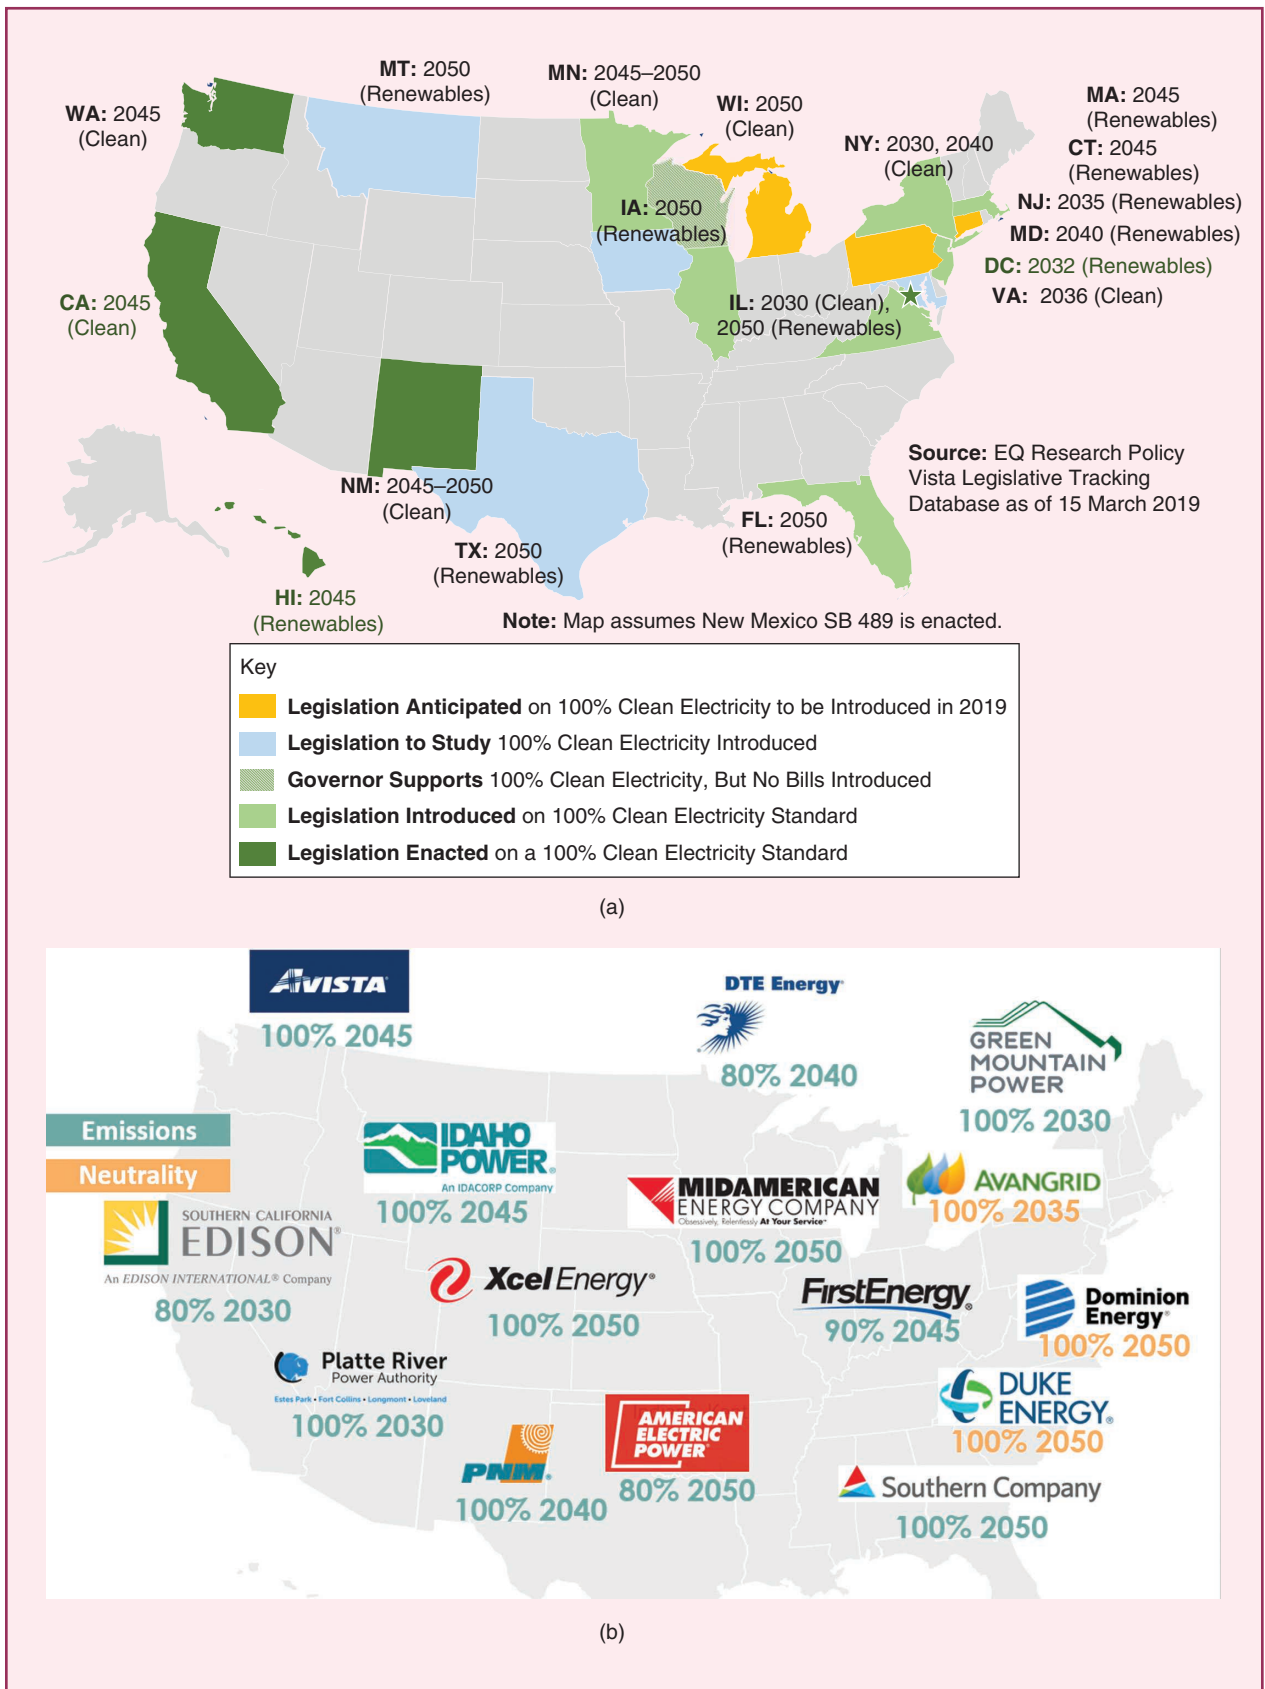 MT: 2050
(Renewables)
MN: 2045–2050
(Clean)
WI: 2050
(Clean)
WA: 2045
(Clean)
NY: 2030, 2040
(Clean)
MA: 2045
(Renewables)
CT: 2045
(Renewables)
NJ: 2035 (Renewables)
MD: 2040 (Renewables)
DC: 2032 (Renewables)
VA: 2036 (Clean)
IA: 2050
(Renewables)
CA: 2045
(Clean)
IL: 2030 (Clean),
2050 (Renewables)
Source: EQ Research Policy
Vista Legislative Tracking
Database as of 15 March 2019
NM: 2045–2050
(Clean)
FL: 2050
(Renewables)
TX: 2050
(Renewables)
HI: 2045
(Renewables)
Note: Map assumes New Mexico SB 489 is enacted.
Key
Legislation Anticipated on 100% Clean Electricity to be Introduced in 2019
Legislation to Study 100% Clean Electricity Introduced
Governor Supports 100% Clean Electricity, But No Bills Introduced
Legislation Introduced on 100% Clean Electricity Standard
Legislation Enacted on a 100% Clean Electricity Standard
(a)
AVISTA
100% 2045
DTE Energy®
80% 2040
GREEN
MOUNTAIN
POWER
100% 2030
Emissions
Neutrality
IDAHO
POWER®
An IDACORP Company
100% 2045
MIDAMERICAN
ENERGY COMPANY
Obsessively, Relentlessly At Your Service™
100% 2050
AVANGRID
100% 2035
SOUTHERN CALIFORNIA
EDISON®
An EDISON INTERNATIONAL® Company
80% 2030
Xcel Energy®
100% 2050
FirstEnergy®
90% 2045
Dominion
Energy®
100% 2050
Platte River
Power Authority
Estes Park • Fort Collins • Longmont • Loveland
100% 2030
PNM®
100% 2040
AMERICAN
ELECTRIC
POWER®
80% 2050
DUKE
ENERGY®
100% 2050
Southern Company
100% 2050
(b)